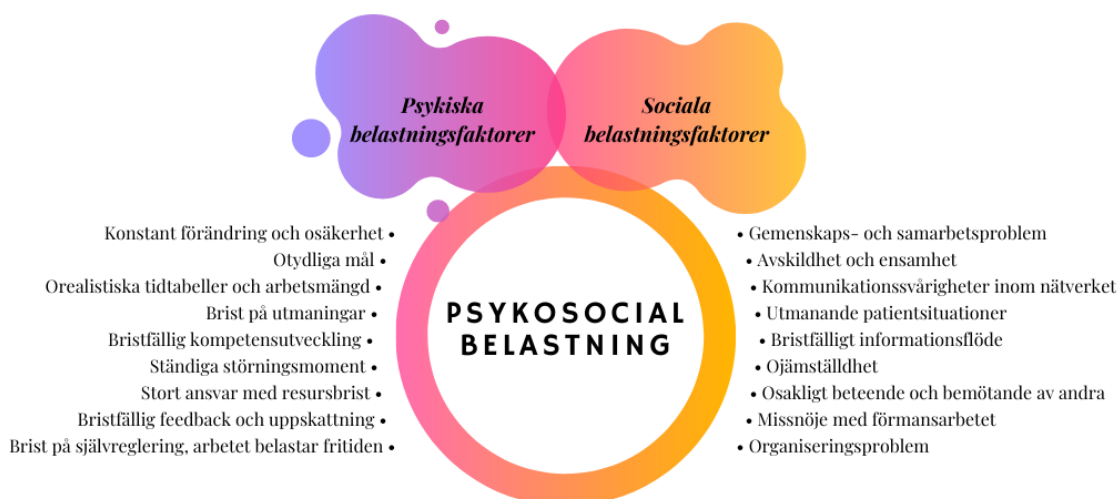 Psykiska
belastningsfaktorer
Sociala
belastningsfaktorer
Konstant förändring och osäkerhet •
Otydliga mål •
Orealistiska tidtabeller och arbetsmängd •
Brist på utmaningar •
Bristfällig kompetensutveckling •
Ständiga störningsmoment •
Stort ansvar med resursbrist •
Bristfällig feedback och uppskattning •
Brist på självreglering, arbetet belastar fritiden •
PSYKOSOCIAL
BELASTNING
• Gemenskaps- och samarbetsproblem
• Avskildhet och ensamhet
• Kommunikationssvårigheter inom nätverket
• Utmanande patientsituationer
• Bristfälligt informationsflöde
• Ojämställdhet
• Osakligt beteende och bemötande av andra
• Missnöje med förmansarbetet
• Organiseringsproblem